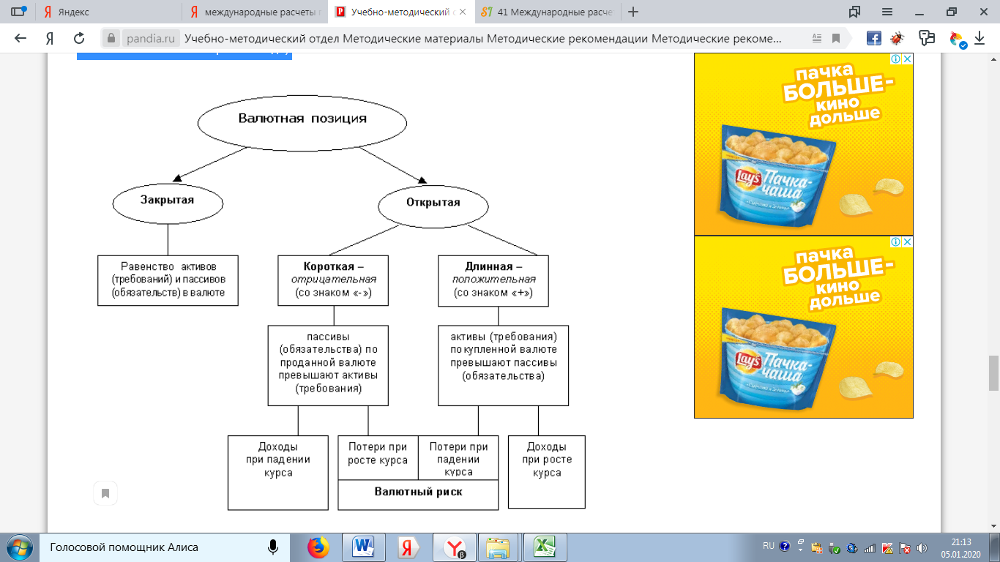 Яндекс
международные расчеты т
Учебно-методический о
41 Международные расче
pandia.ru
Учебно-методический отдел Методические материалы Методические рекомендации Методические рекоме...
Валютная позиция
Закрытая
Открытая
Равенство активов
(требований) и пассивов
(обязательств) в валюте
Короткая –
отрицательная
(со знаком «-»)
Длинная –
положительная
(со знаком «+»)
пассивы
(обязательства) по
проданной валюте
превышают активы
(требования)
активы (требования)
по купленной валюте
превышают пассивы
(обязательства)
Доходы
при падении
курса
Потери при
росте курса
Потери при
падении
курса
Доходы
при росте
курса
Валютный риск
пачка
БОЛЬШЕ-
кино
дольше
Lay's
Пачка-
чаша
пачка
БОЛЬШЕ-
кино
дольше
Lay's
Пачка-
чаша
Голосовой помощник Алиса
RU
21:13
05.01.2020